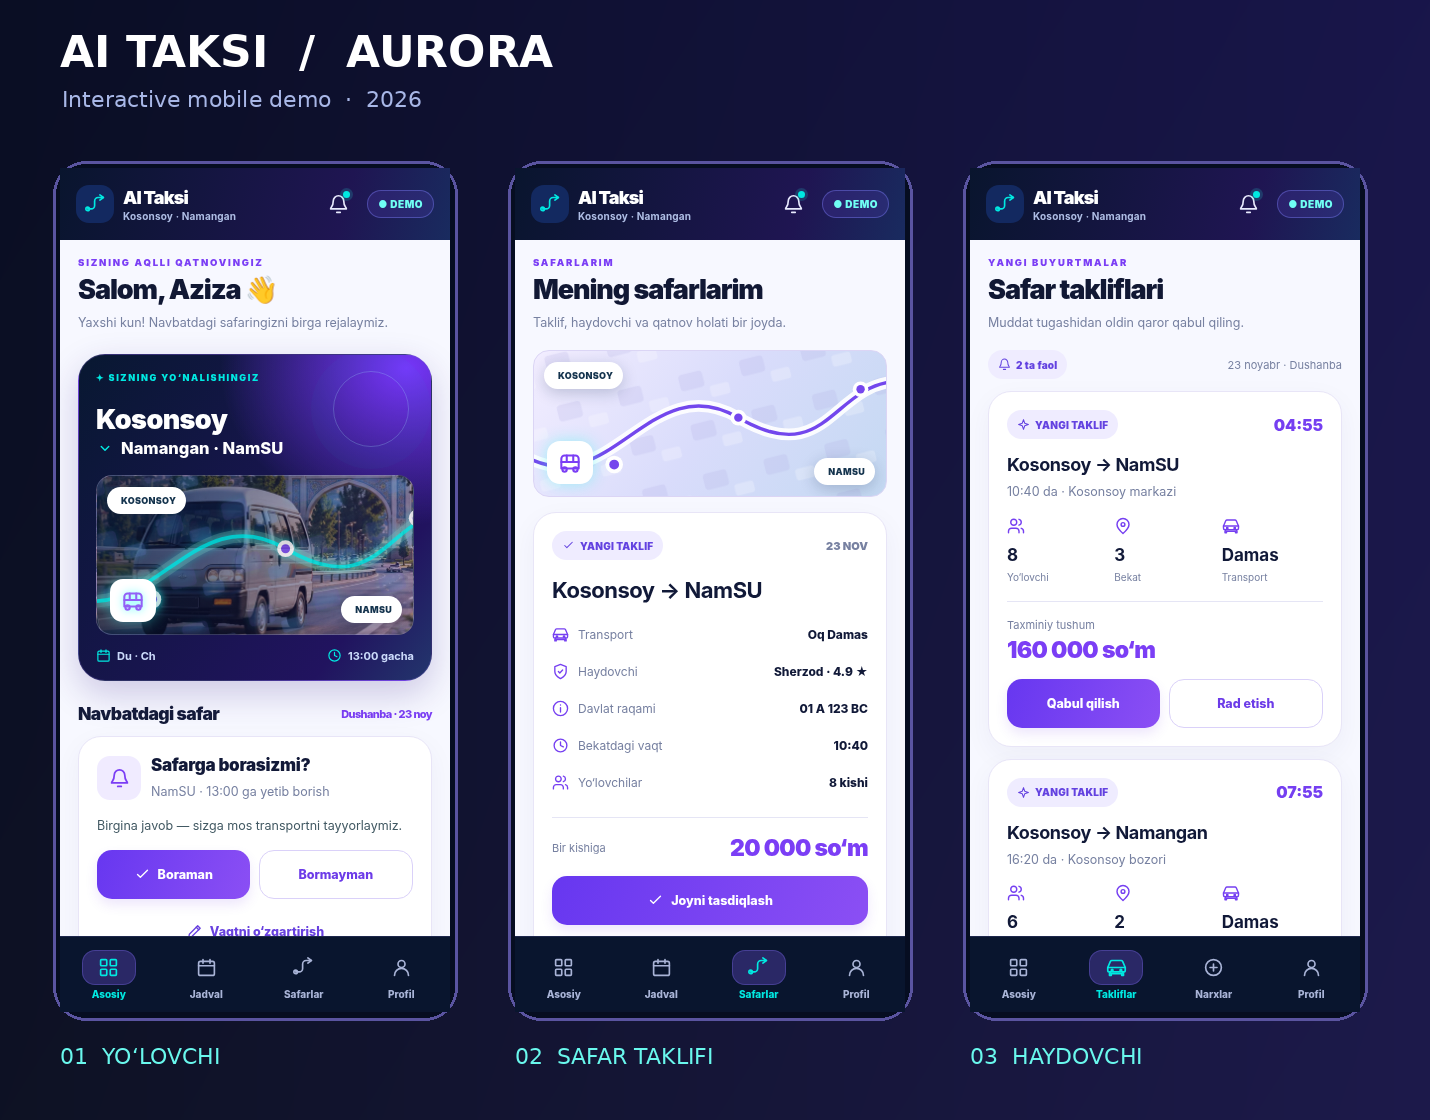 AI TAKSI / AURORA
Interactive mobile demo · 2026
AI Taksi
Kosonsoy · Namangan
DEMO
SIZNING AQLLI QATNOVINGIZ
Salom, Aziza 👋
Yaxshi kun! Navbatdagi safaringizni birga rejalaymiz.
✦ SIZNING YO‘NALISHINGIZ
Kosonsoy
Namangan · NamSU
KOSONSOY
NAMSU
Du · Ch
13:00 gacha
Navbatdagi safar
Dushanba · 23 noy
Safarga borasizmi?
NamSU · 13:00 ga yetib borish
Birgina javob — sizga mos transportni tayyorlaymiz.
Boraman
Bormayman
Vaqtni o‘zgartirish
Asosiy
Jadval
Safarlar
Profil
01 YO‘LOVCHI
AI Taksi
Kosonsoy · Namangan
DEMO
SAFARLARIM
Mening safarlarim
Taklif, haydovchi va qatnov holati bir joyda.
KOSONSOY
NAMSU
YANGI TAKLIF
23 NOV
Kosonsoy → NamSU
Transport
Oq Damas
Haydovchi
Sherzod · 4.9 ★
Davlat raqami
01 A 123 BC
Bekatdagi vaqt
10:40
Yo‘lovchilar
8 kishi
Bir kishiga
20 000 so‘m
Joyni tasdiqlash
Asosiy
Jadval
Safarlar
Profil
02 SAFAR TAKLIFI
AI Taksi
Kosonsoy · Namangan
DEMO
YANGI BUYURTMALAR
Safar takliflari
Muddat tugashidan oldin qaror qabul qiling.
2 ta faol
23 noyabr · Dushanba
YANGI TAKLIF
04:55
Kosonsoy → NamSU
10:40 da · Kosonsoy markazi
8
3
Damas
Yo‘lovchi
Bekat
Transport
Taxminiy tushum
160 000 so‘m
Qabul qilish
Rad etish
YANGI TAKLIF
07:55
Kosonsoy → Namangan
16:20 da · Kosonsoy bozori
6
2
Damas
Asosiy
Takliflar
Narxlar
Profil
03 HAYDOVCHI